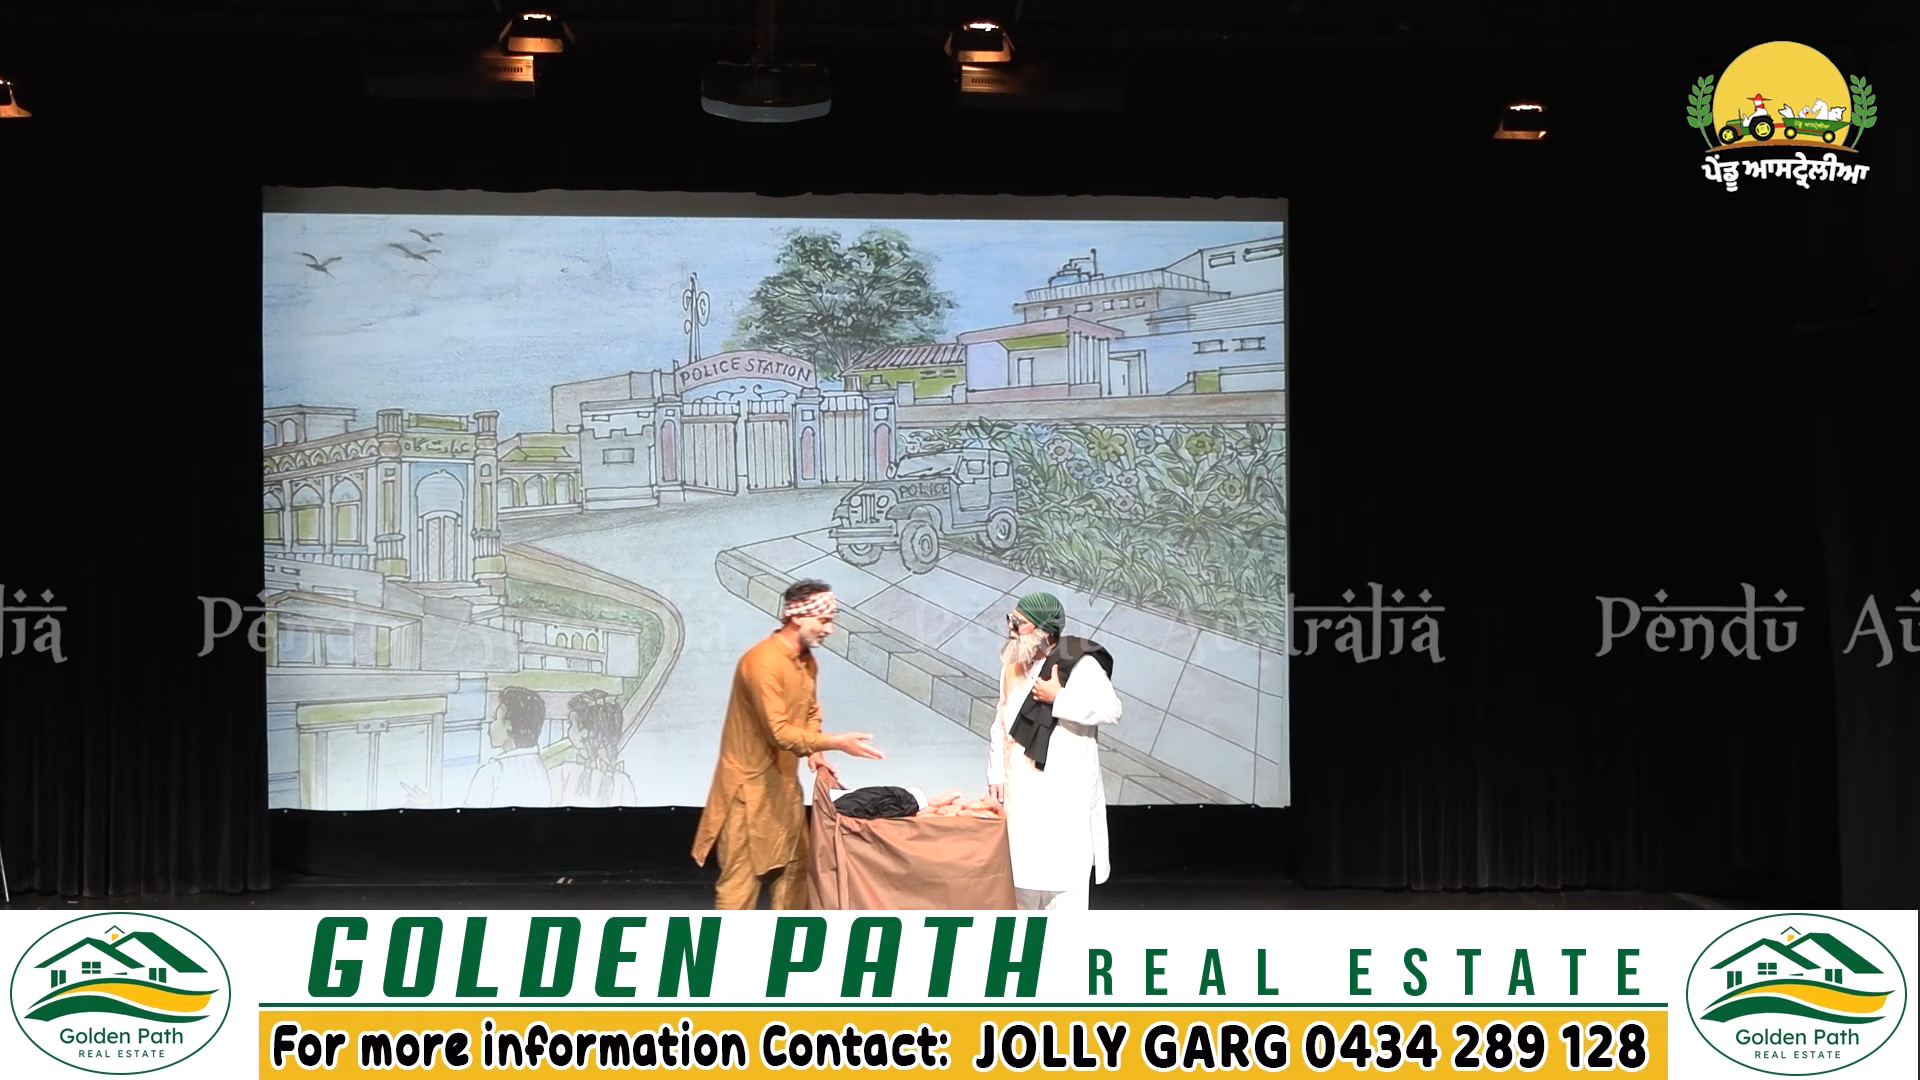 ਪੇਂਡੂ ਆਸਟ੍ਰੇਲੀਆ
POLICE STATION
POLICE
Pendu Australia
Pendu Au
GOLDEN PATH REAL ESTATE
For more information Contact: JOLLY GARG 0434 289 128
Golden Path
REAL ESTATE
Golden Path
REAL ESTATE